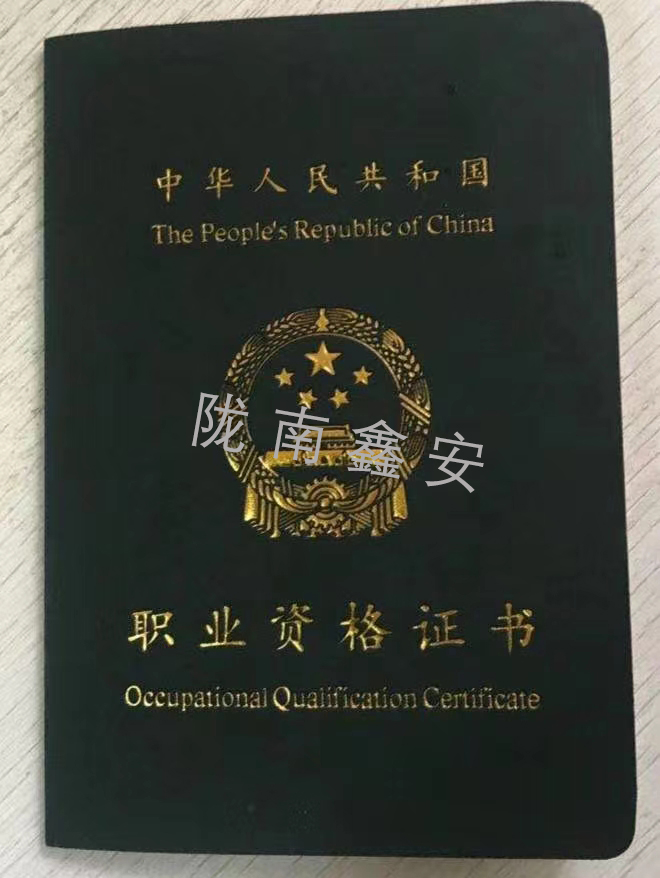 中华人民共和国
The People's Republic of China
陇南鑫安
职业资格证书
Occupational Qualification Certificate